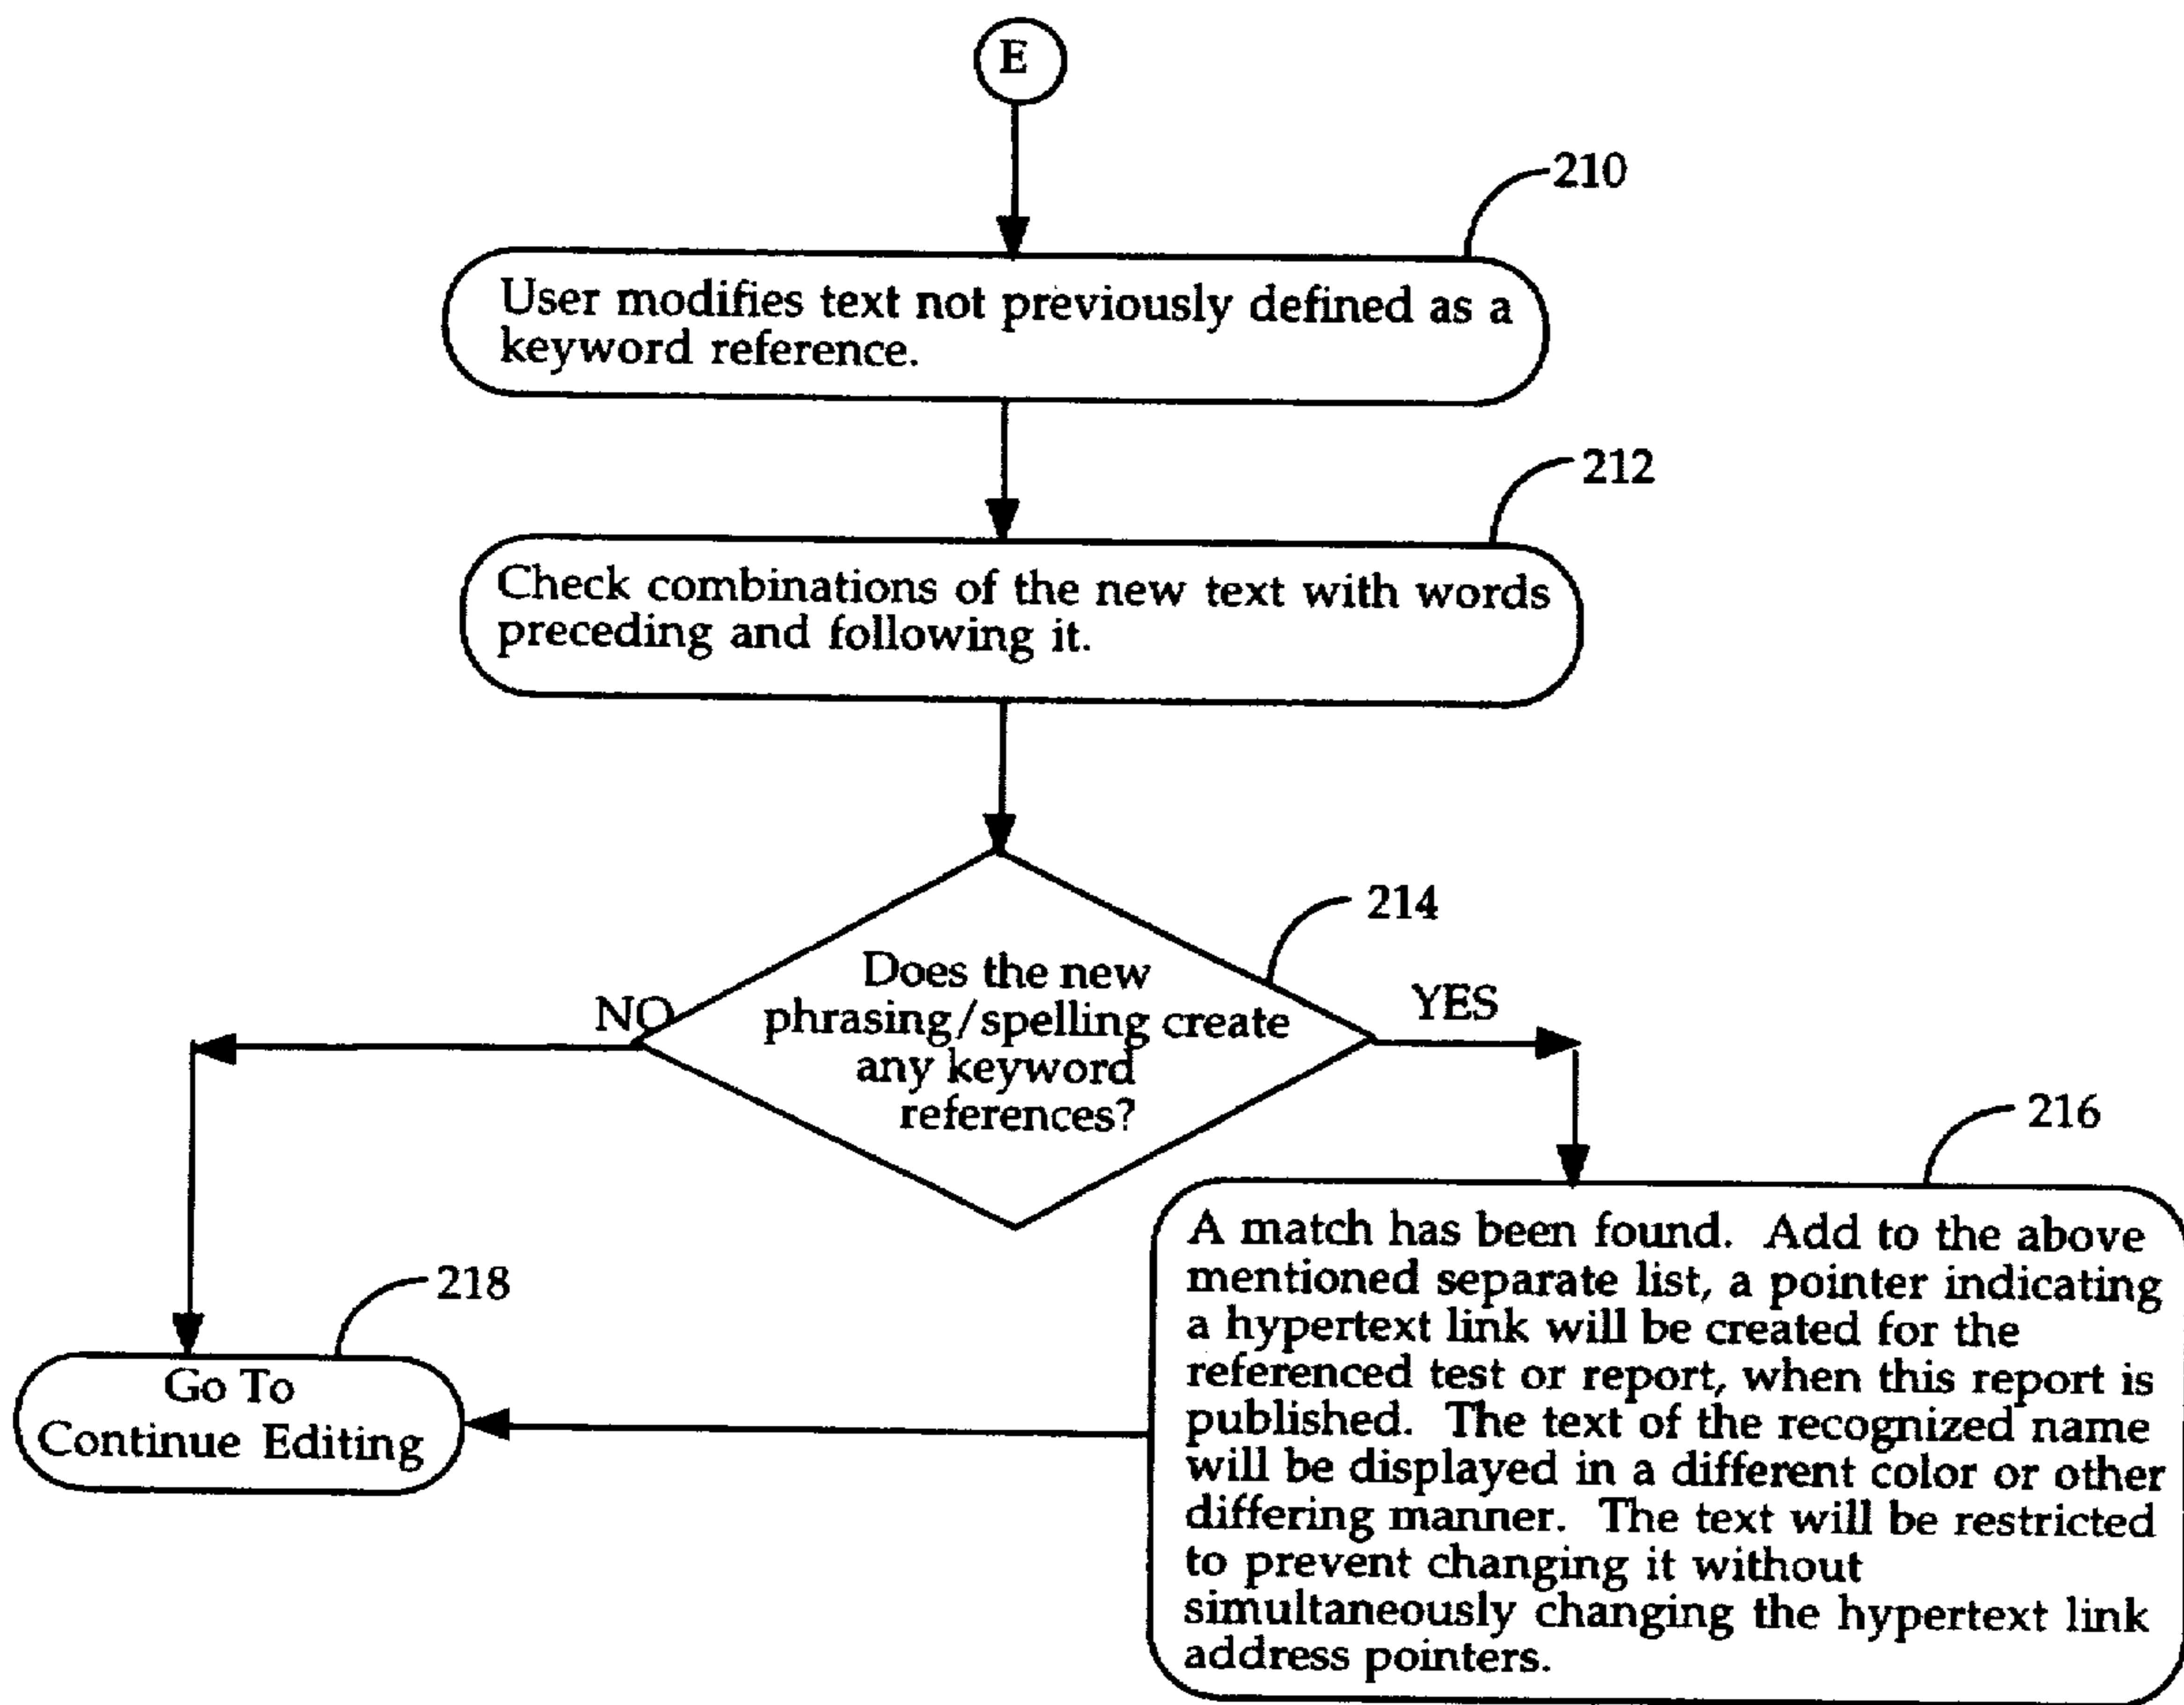 E
210
User modifies text not previously defined as a
keyword reference.
212
Check combinations of the new text with words
preceding and following it.
214
Does the new
phrasing/spelling create
any keyword
references?
NO
YES
216
A match has been found. Add to the above
mentioned separate list, a pointer indicating
a hypertext link will be created for the
referenced test or report, when this report is
published. The text of the recognized name
will be displayed in a different color or other
differing manner. The text will be restricted
to prevent changing it without
simultaneously changing the hypertext link
address pointers.
218
Go To
Continue Editing